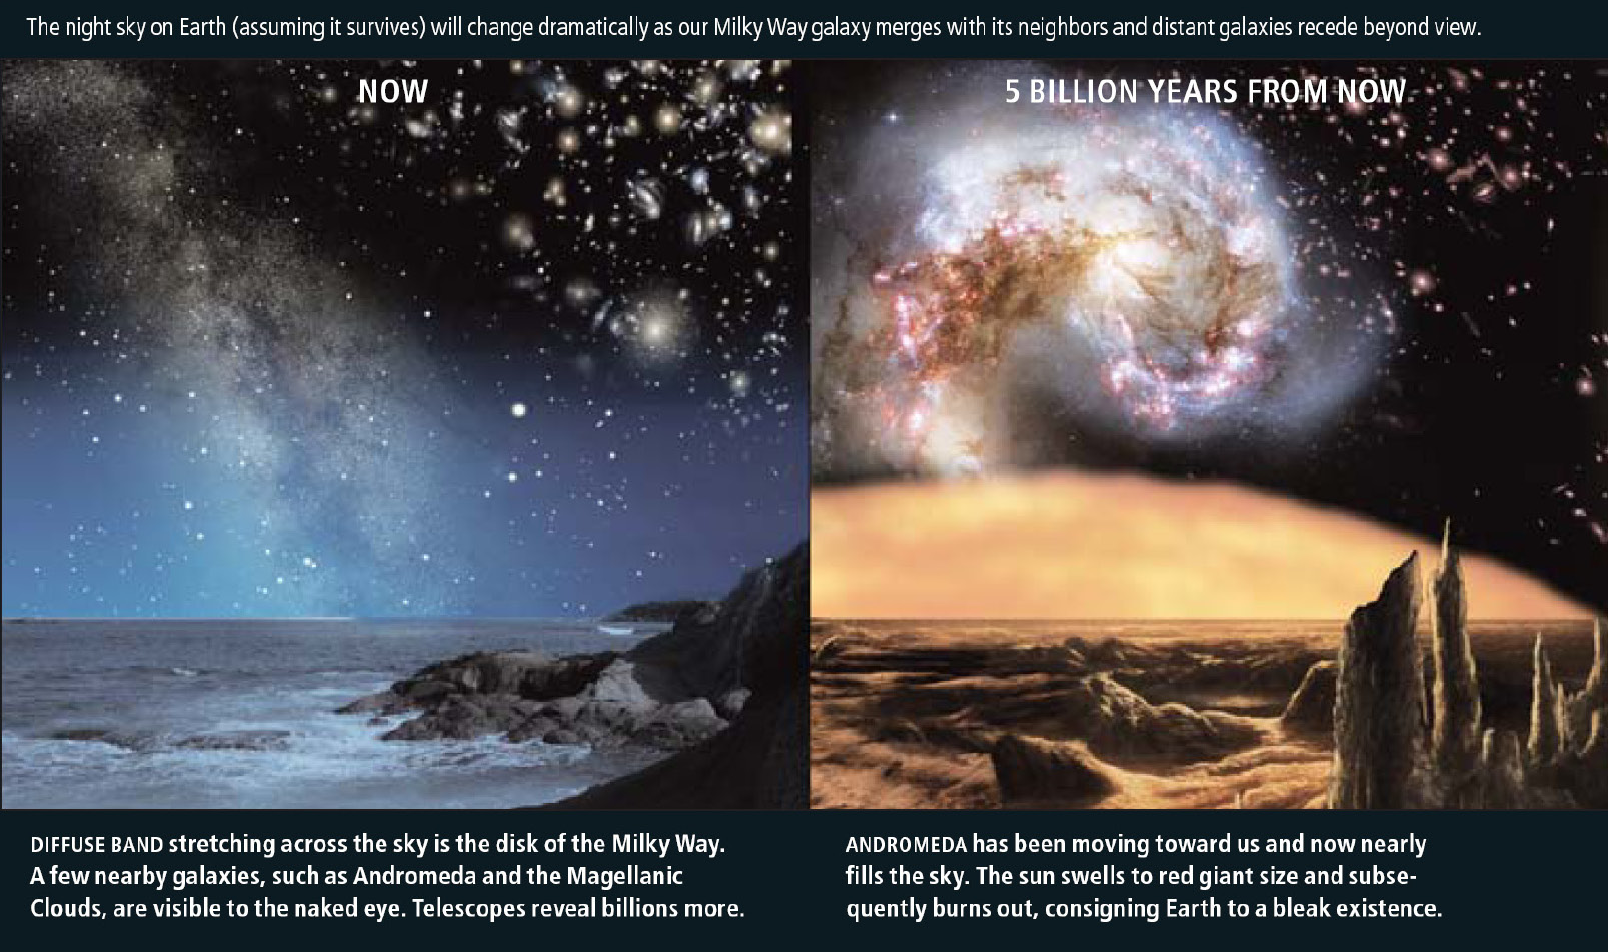 The night sky on Earth (assuming it survives) will change dramatically as our Milky Way galaxy merges with its neighbors and distant galaxies recede beyond view.
NOW
5 BILLION YEARS FROM NOW
DIFFUSE BAND stretching across the sky is the disk of the Milky Way.
A few nearby galaxies, such as Andromeda and the Magellanic
Clouds, are visible to the naked eye. Telescopes reveal billions more.
ANDROMEDA has been moving toward us and now nearly
fills the sky. The sun swells to red giant size and subse-
quently burns out, consigning Earth to a bleak existence.